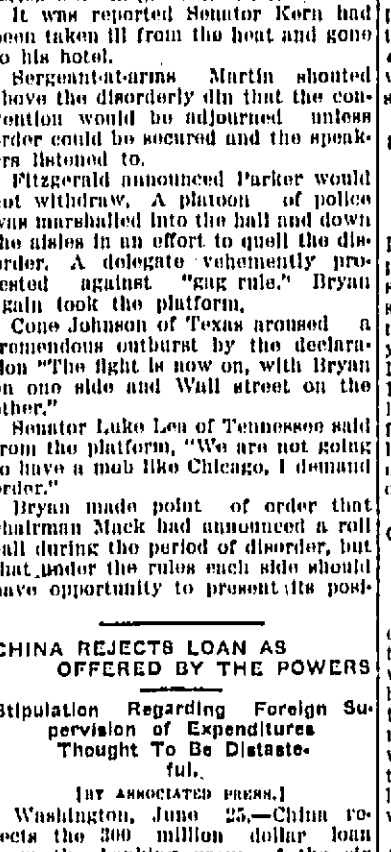 It was reported Senator Kern had
been taken ill from the heat and gone
to his hotel.
Sergeant-at-arms Martin shouted
above the disorderly din that the con-
vention would be adjourned unless
order could be secured and the speak-
ers listened to.
Fitzgerald announced Parker would
not withdraw. A platoon of police
was marshalled into the hall and down
the aisles in an effort to quell the dis-
order. A delegate vehemently pro-
tested against "gag rule." Bryan
again took the platform.
Cone Johnson of Texas aroused a
tremendous outburst by the declara-
tion "The fight is now on, with Bryan
on one side and Wall street on the
other."
Senator Luke Lea of Tennessee said
from the platform, "We are not going
to have a mob like Chicago, I demand
order."
Bryan made point of order that
chairman Mack had announced a roll
call during the period of disorder, but
that under the rules each side should
have opportunity to present its posi-
CHINA REJECTS LOAN AS
OFFERED BY THE POWERS
Stipulation Regarding Foreign Su-
pervision of Expenditures
Thought To Be Distaste-
ful.
[BY ASSOCIATED PRESS.]
Washington, June 25.—China re-
jects the 300 million dollar loan